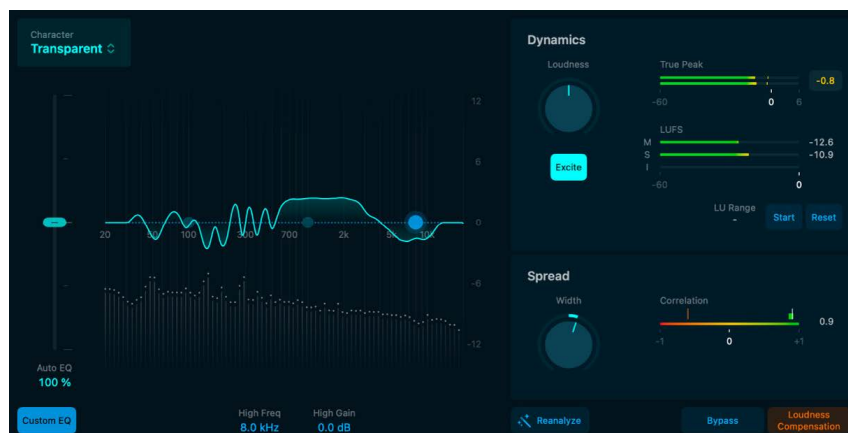 Character
Transparent
12
6
0
-6
-12
20 50 100 300 700 2k 5k 10k
Auto EQ
100 %
Custom EQ
High Freq High Gain
8.0 kHz 0.0 dB
Dynamics
Loudness
Excite
True Peak
-0.8
-60 0 6
LUFS
M -12.6
S -10.9
I
-60 0
LU Range
-
Start Reset
Spread
Width
Correlation
0.9
-1 0 +1
Reanalyze
Bypass
Loudness
Compensation